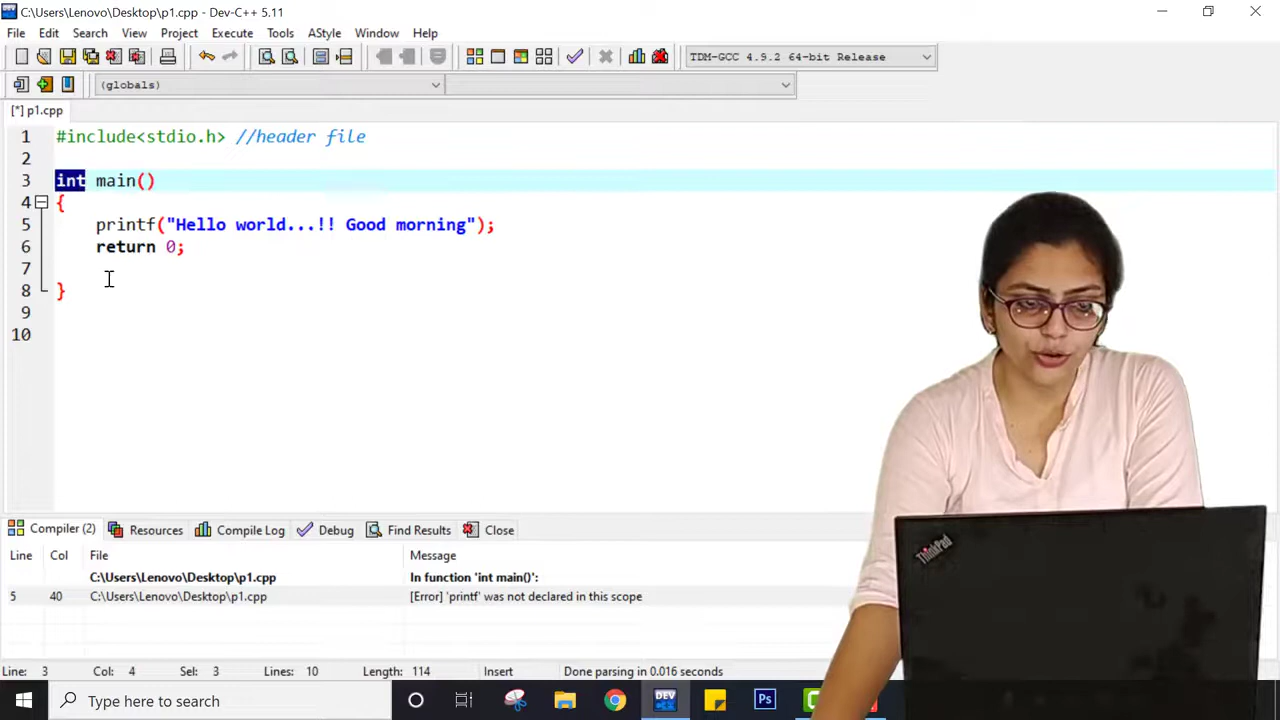 C:\Users\Lenovo\Desktop\p1.cpp - Dev-C++ 5.11
File Edit Search View Project Execute Tools AStyle Window Help
TDM-GCC 4.9.2 64-bit Release
(globals)
[*] p1.cpp
1 #include<stdio.h> //header file
2
3 int main()
4 {
5 printf("Hello world...!! Good morning");
6 return 0;
7
8 }
9
10
Compiler (2) Resources Compile Log Debug Find Results Close
Line Col File Message
C:\Users\Lenovo\Desktop\p1.cpp In function 'int main()':
5 40 C:\Users\Lenovo\Desktop\p1.cpp [Error] 'printf' was not declared in this scope
Line: 3 Col: 4 Sel: 3 Lines: 10 Length: 114 Insert Done parsing in 0.016 seconds
Type here to search
DEV
Ps
ThinkPad